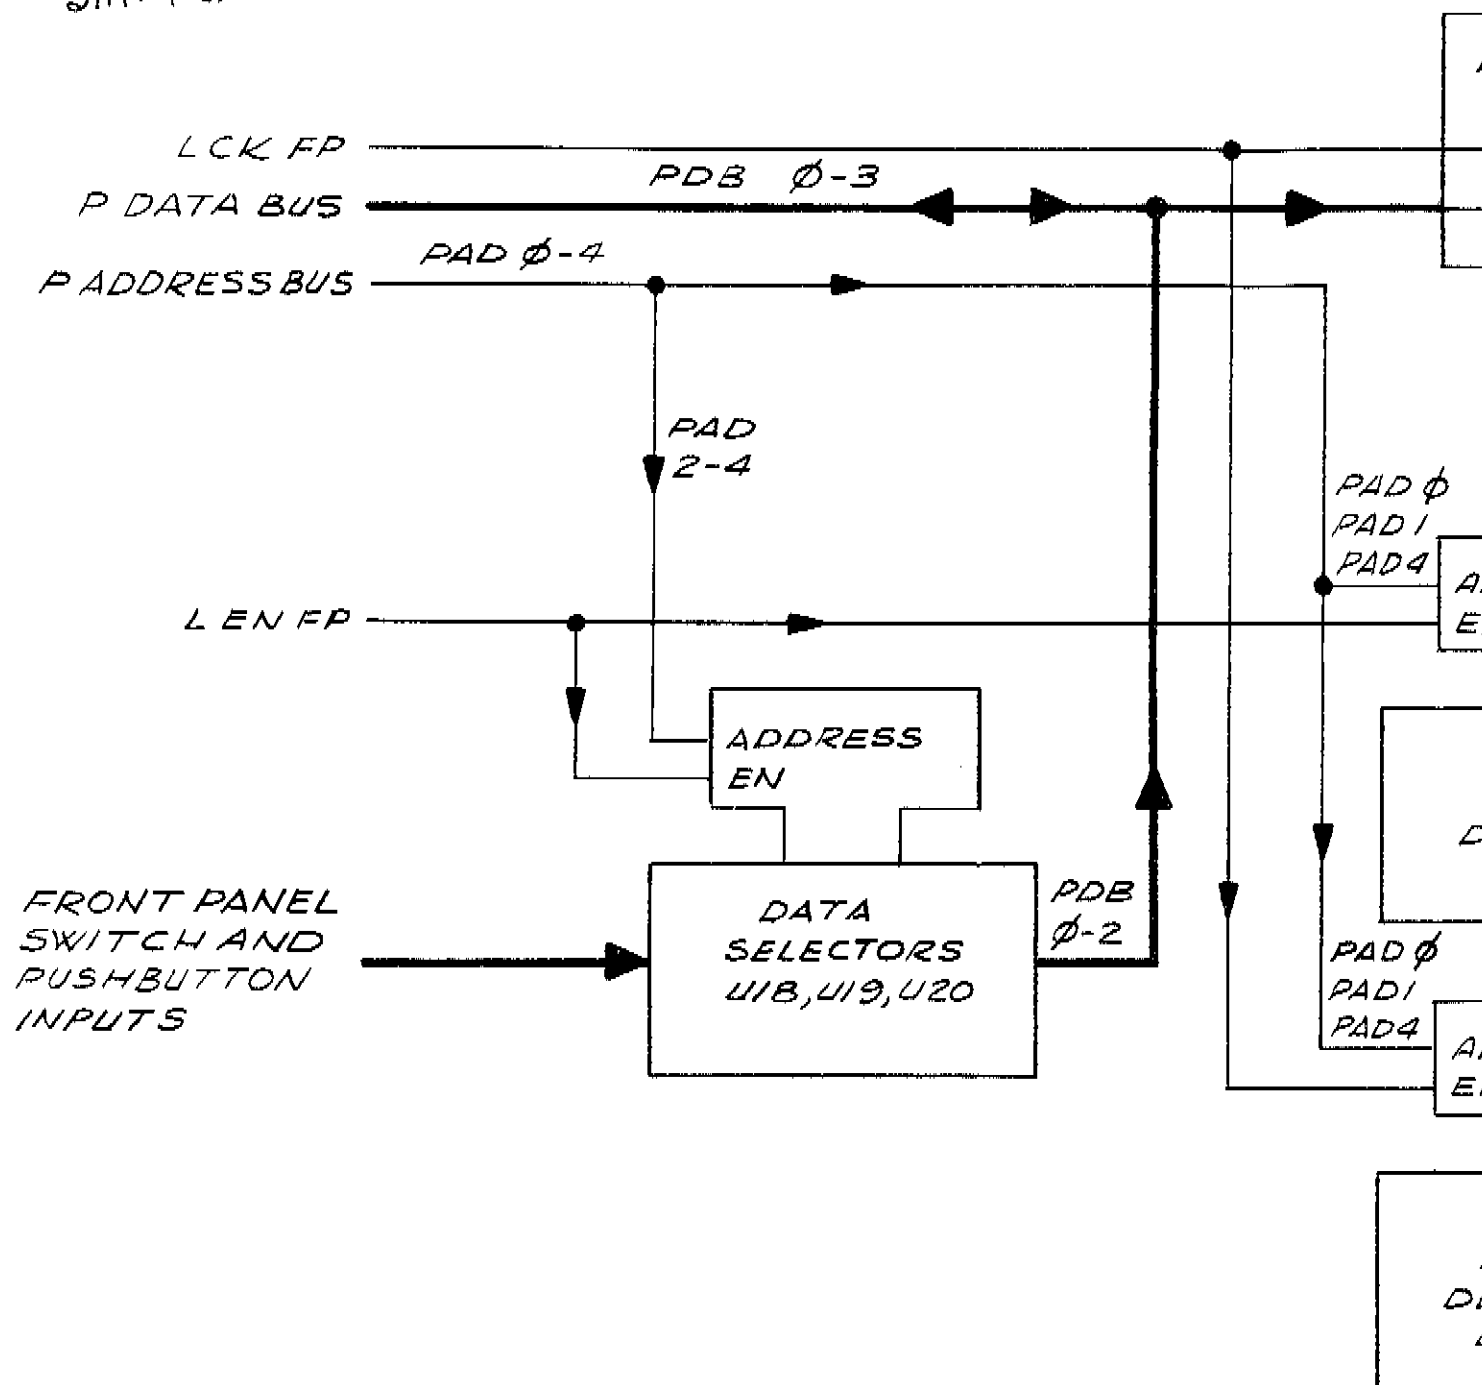 LCK FP
PDB Ø-3
P DATA BUS
PAD Ø-4
P ADDRESS BUS
PAD
2-4
PAD Ø
PAD 1
PAD 4
L EN FP
ADDRESS
EN
FRONT PANEL
SWITCH AND
PUSHBUTTON
INPUTS
DATA
SELECTORS
U18, U19, U20
PDB
Ø-2
PAD Ø
PAD 1
PAD 4